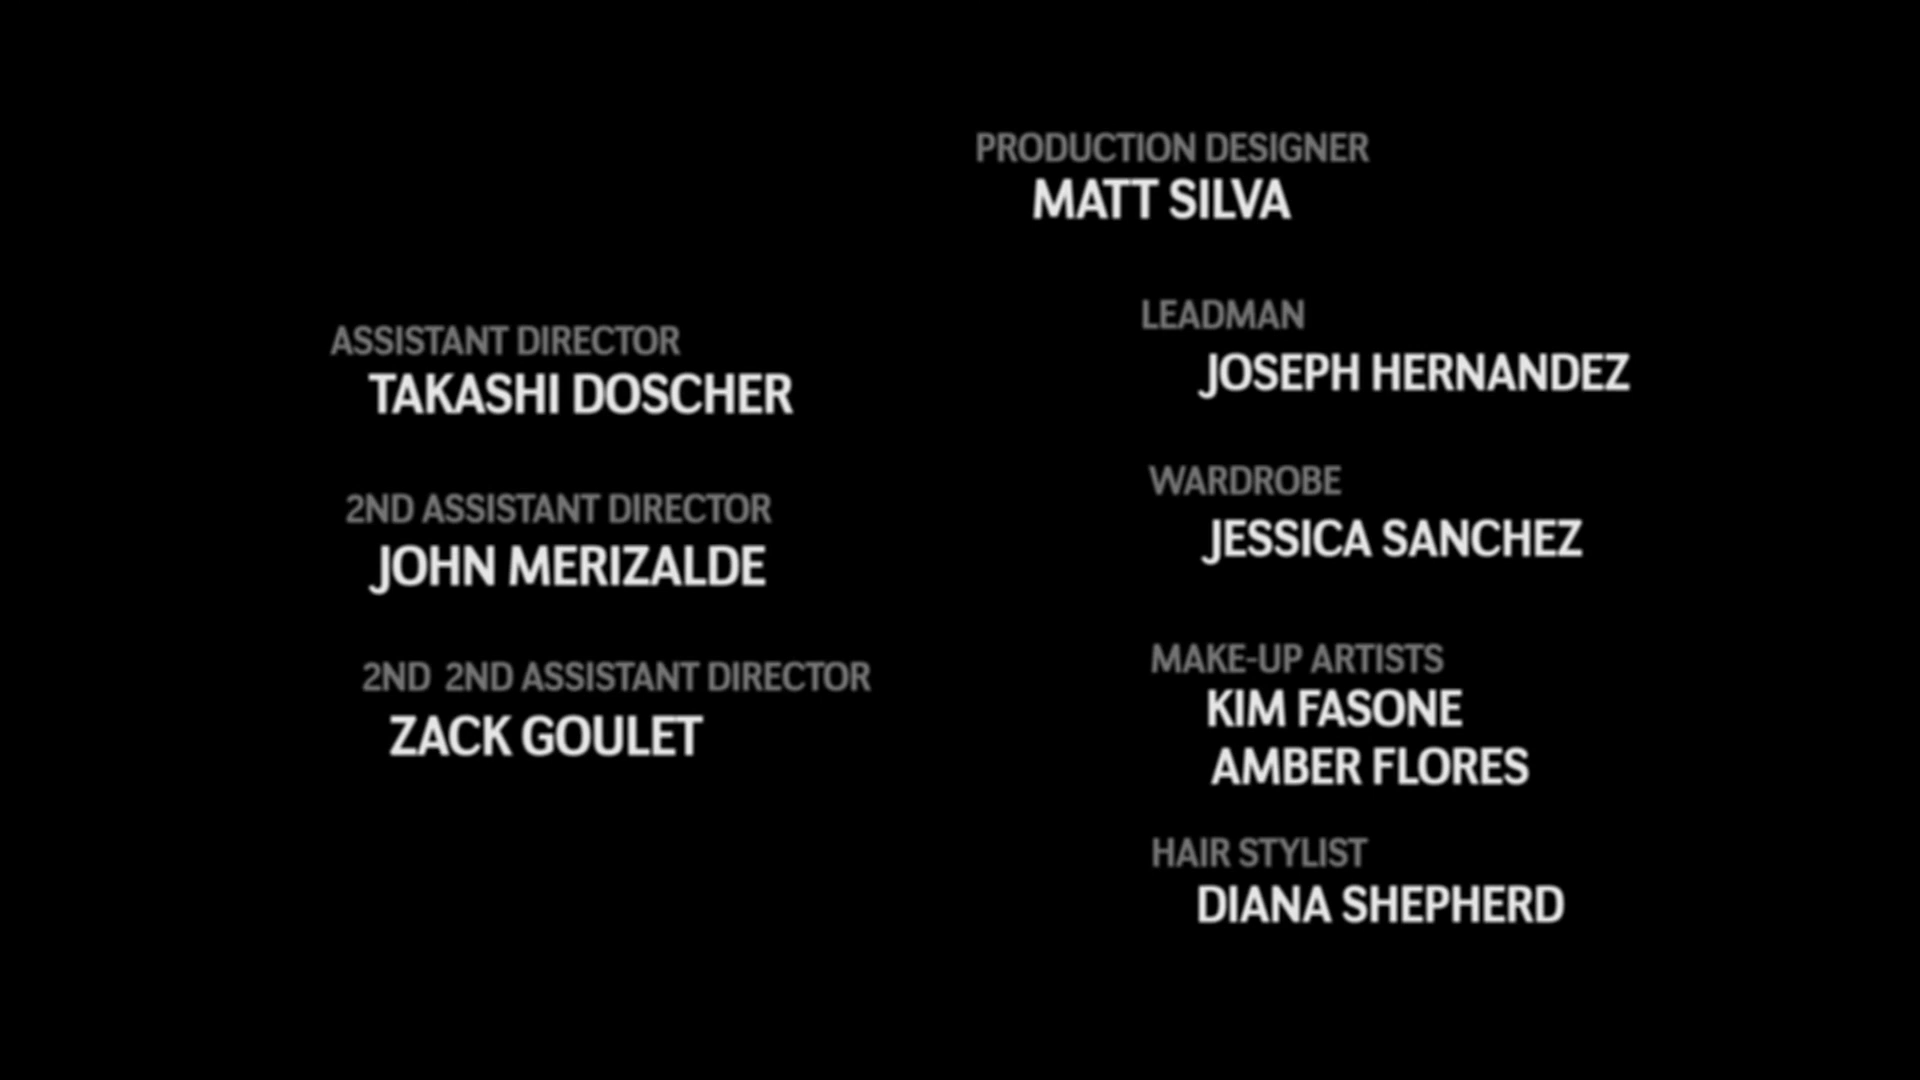 ASSISTANT DIRECTOR
TAKASHI DOSCHER
2ND ASSISTANT DIRECTOR
JOHN MERIZALDE
2ND 2ND ASSISTANT DIRECTOR
ZACK GOULET
PRODUCTION DESIGNER
MATT SILVA
LEADMAN
JOSEPH HERNANDEZ
WARDROBE
JESSICA SANCHEZ
MAKE-UP ARTISTS
KIM FASONE
AMBER FLORES
HAIR STYLIST
DIANA SHEPHERD